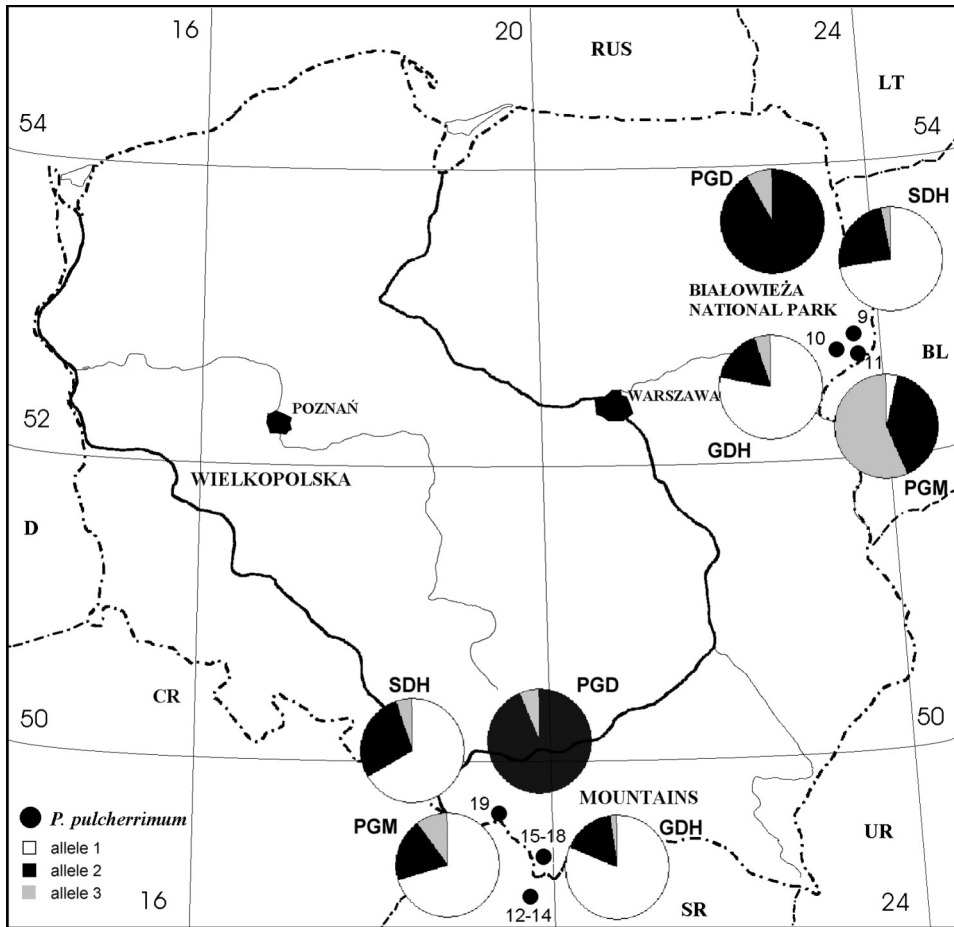 16
20
24
RUS
LT
54
54
PGD
SDH
BIAŁOWIEŻA
NATIONAL PARK
9
10
11
BL
POZNAŃ
WARSZAWA
52
GDH
WIELKOPOLSKA
PGM
D
SDH
PGD
CR
50
50
MOUNTAINS
19
P. pulcherrimum
PGM
15-18
GDH
UR
allele 1
allele 2
allele 3
16
12-14
SR
24